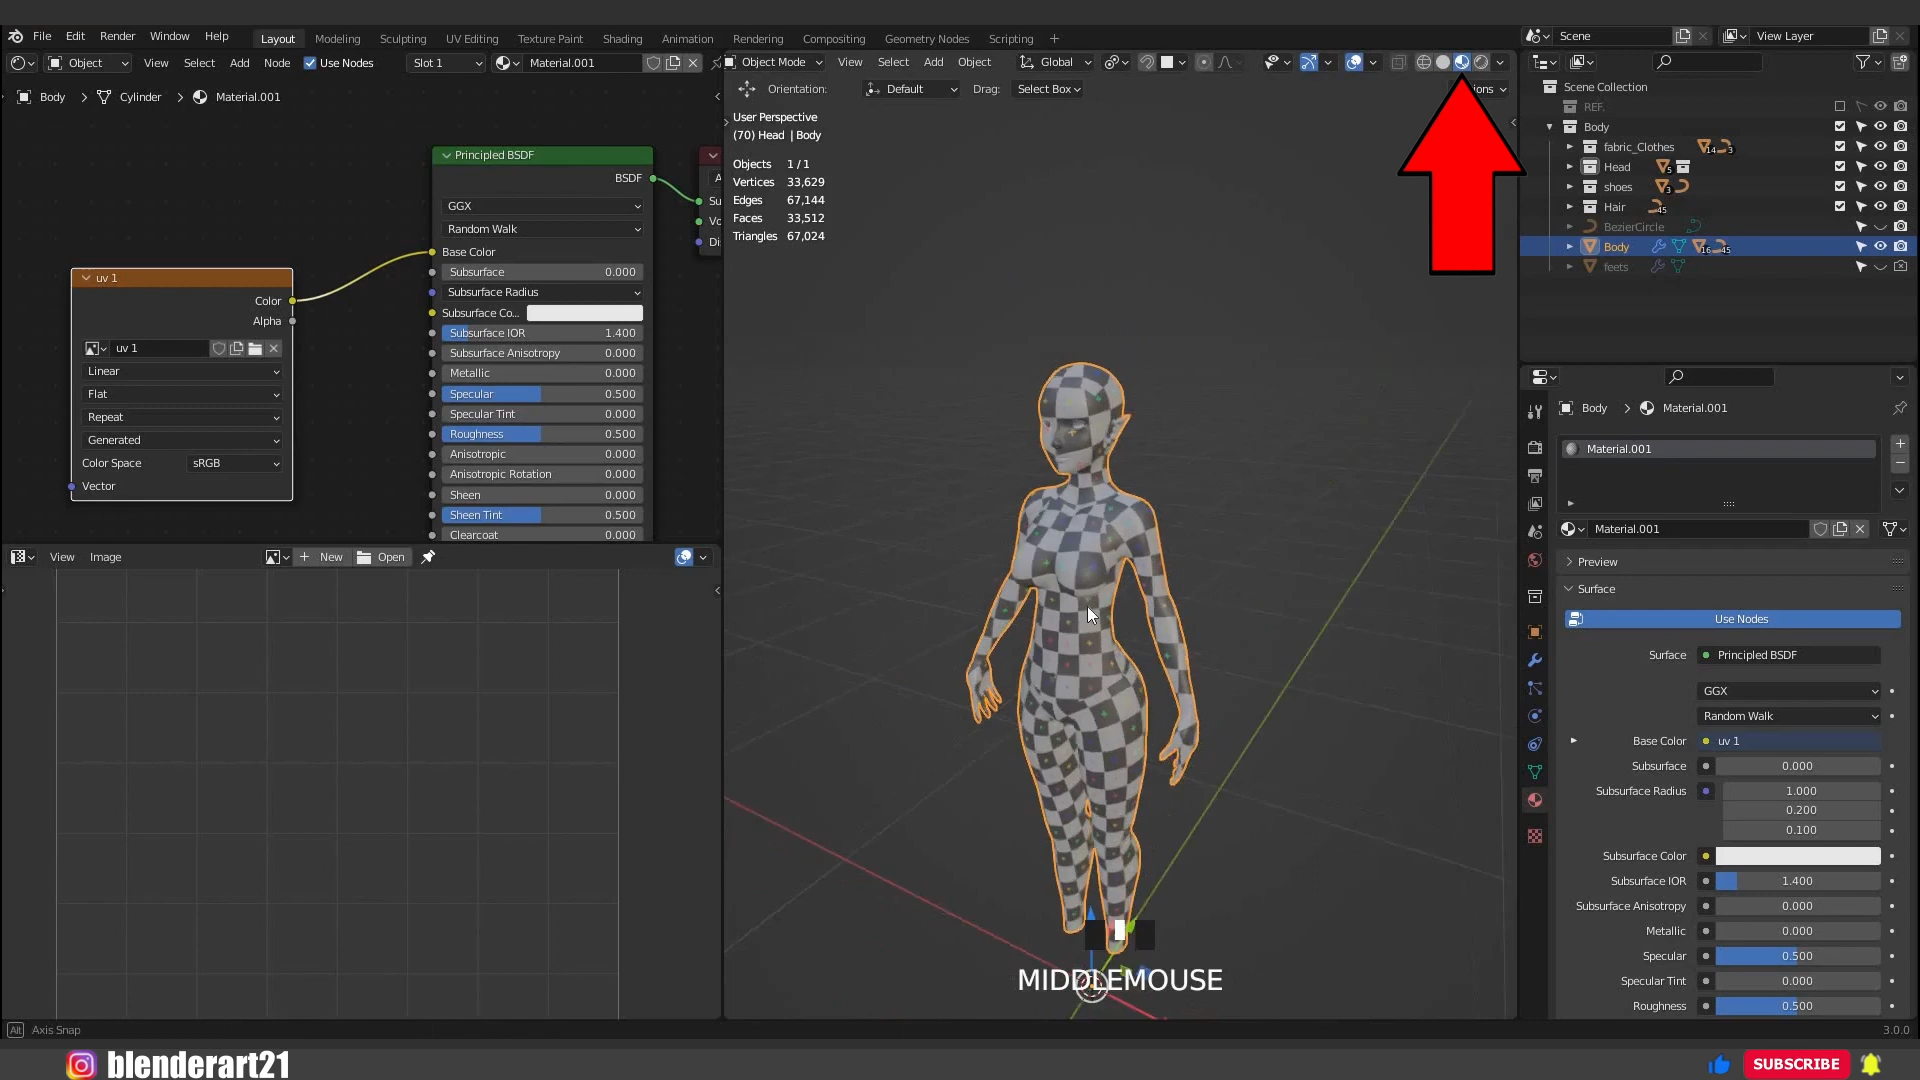 File Edit Render Window Help Layout Modeling Sculpting UV Editing Texture Paint Shading Animation Rendering Compositing Geometry Nodes Scripting + Scene View Layer
Object View Select Add Node Use Nodes Slot 1 Material.001
Object Mode View Select Add Object Global
Body > Cylinder > Material.001
Orientation: Default Drag: Select Box
User Perspective
(70) Head | Body
Objects 1 / 1
Vertices 33,629
Edges 67,144
Faces 33,512
Triangles 67,024
Principled BSDF
BSDF
GGX
Random Walk
Base Color
Subsurface 0.000
Subsurface Radius
Subsurface Co...
Subsurface IOR 1.400
Subsurface Anisotropy 0.000
Metallic 0.000
Specular 0.500
Specular Tint 0.000
Roughness 0.500
Anisotropic 0.000
Anisotropic Rotation 0.000
Sheen 0.000
Sheen Tint 0.500
Clearcoat 0.000
uv 1
Color
Alpha
uv 1
Linear
Flat
Repeat
Generated
Color Space sRGB
Vector
View Image + New Open
MIDDLEMOUSE
Scene Collection
REF.
Body
fabric_Clothes 14 3
Head 5
shoes 3
Hair 45
BezierCircle
Body 16 45
feets
Body > Material.001
Material.001
Material.001
Preview
Surface
Use Nodes
Surface Principled BSDF
GGX
Random Walk
Base Color uv 1
Subsurface 0.000
Subsurface Radius 1.000
0.200
0.100
Subsurface Color
Subsurface IOR 1.400
Subsurface Anisotropy 0.000
Metallic 0.000
Specular 0.500
Specular Tint 0.000
Roughness 0.500
Alt Axis Snap 3.0.0
blenderart21 SUBSCRIBE